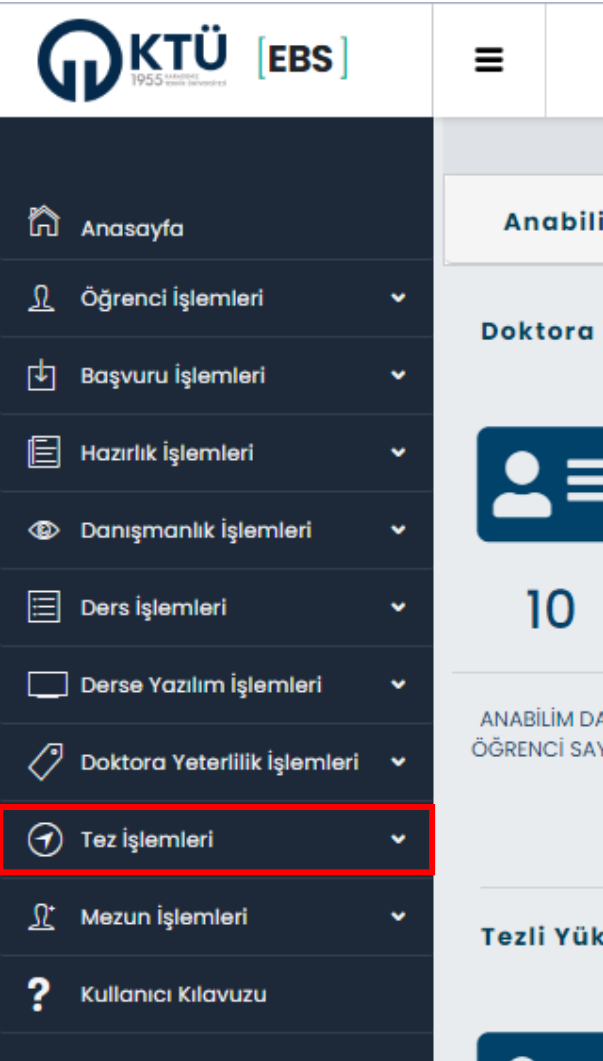 KTÜ
1955
[EBS]
Anasayfa
Öğrenci İşlemleri
Başvuru İşlemleri
Hazırlık İşlemleri
Danışmanlık İşlemleri
Ders İşlemleri
Derse Yazılım İşlemleri
Doktora Yeterlilik İşlemleri
Tez İşlemleri
Mezun İşlemleri
? Kullanıcı Kılavuzu
Anabili
Doktora
10
ANABİLİM DA
ÖĞRENCİ SAY
Tezli Yük